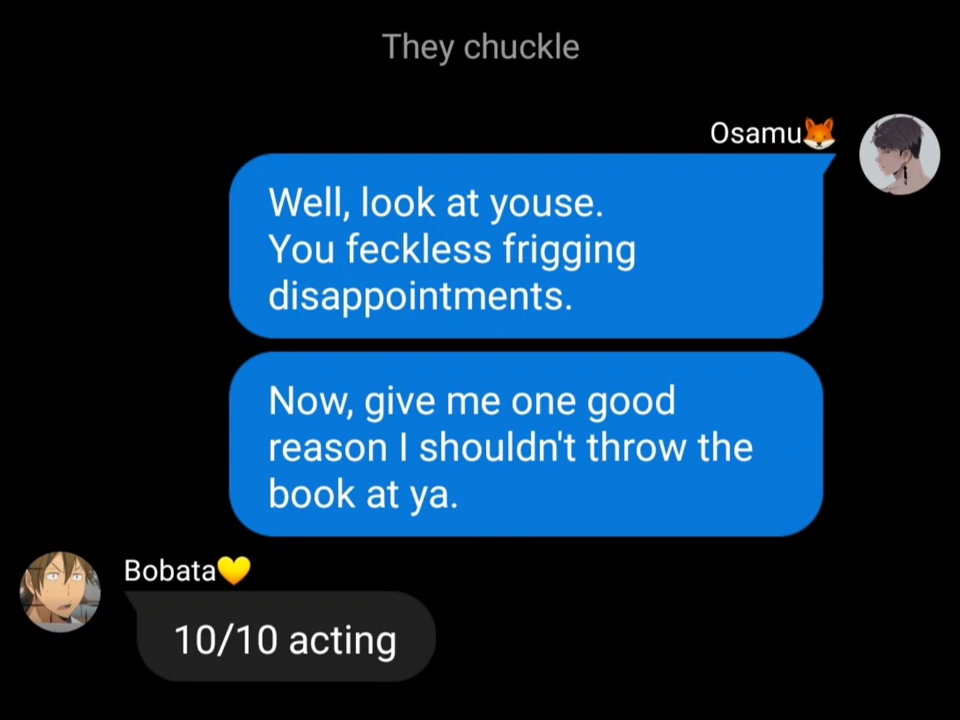 They chuckle
Osamu🦊
Well, look at youse.
You feckless frigging
disappointments.
Now, give me one good
reason I shouldn't throw the
book at ya.
Bobata💛
10/10 acting